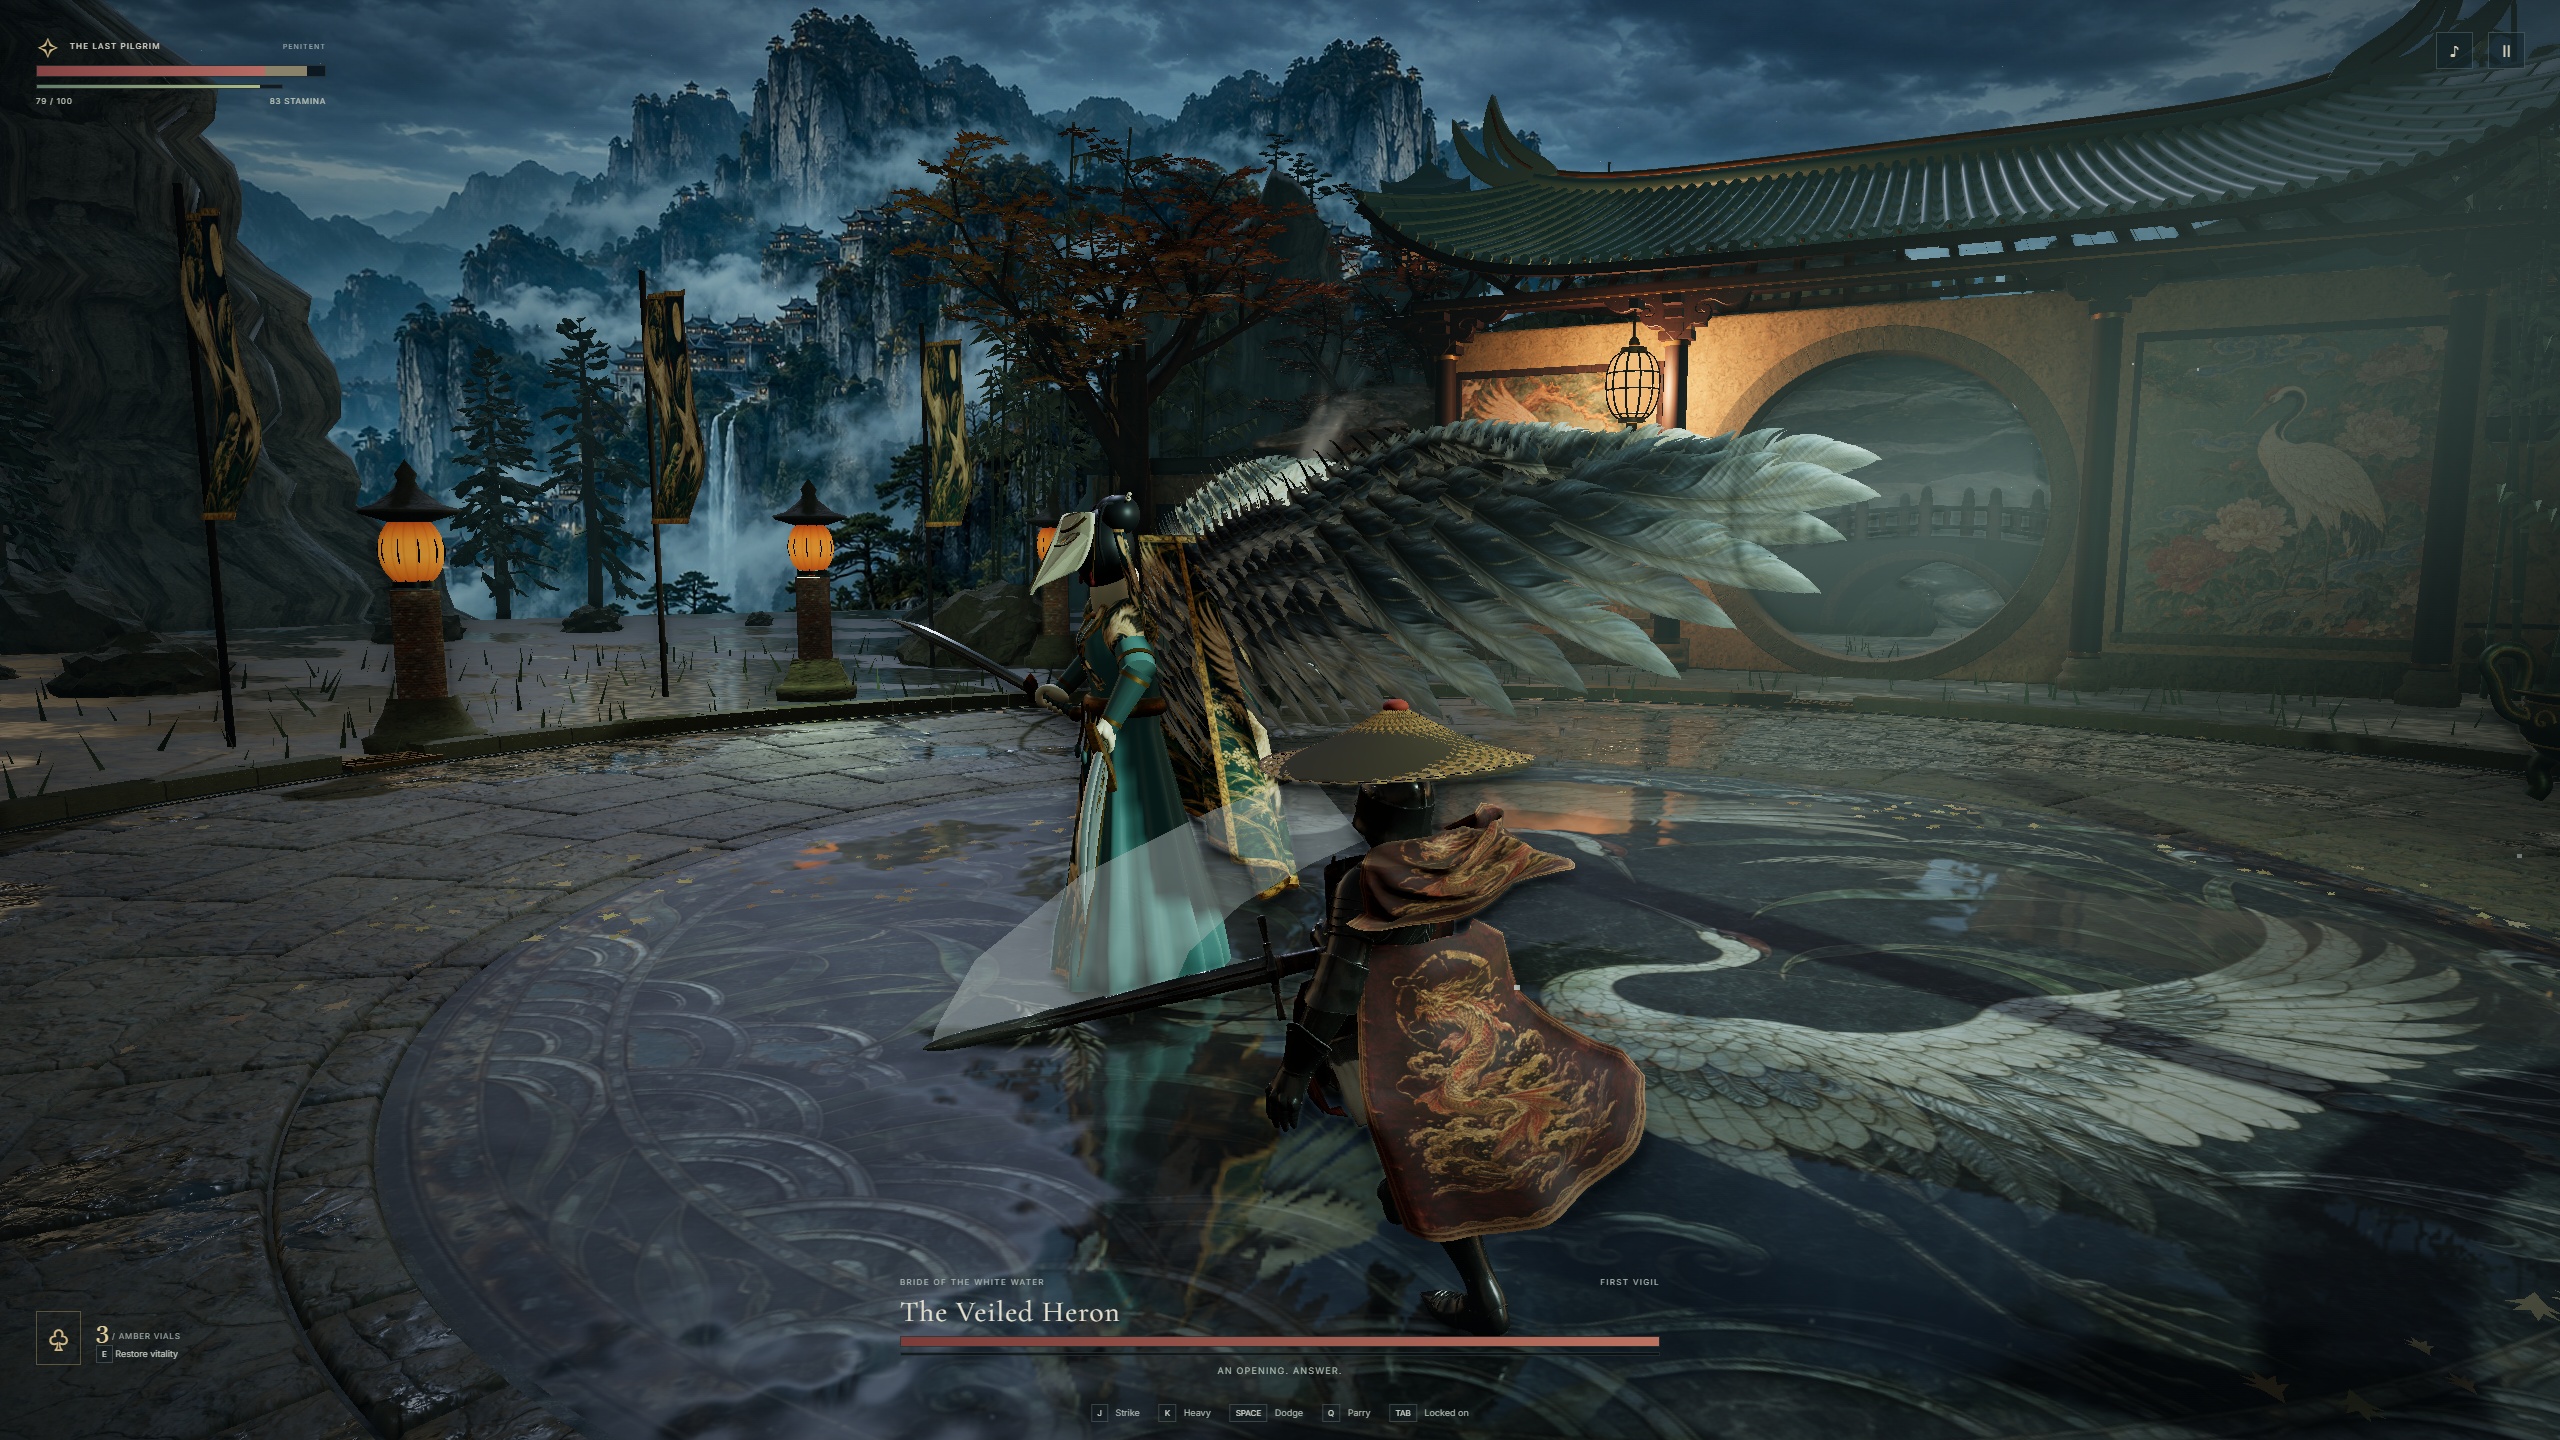 THE LAST PILGRIM
PENITENT
79 / 100
83 STAMINA
BRIDE OF THE WHITE WATER
FIRST VIGIL
The Veiled Heron
3 / AMBER VIALS
E Restore vitality
AN OPENING. ANSWER.
J Strike K Heavy SPACE Dodge Q Parry TAB Locked on